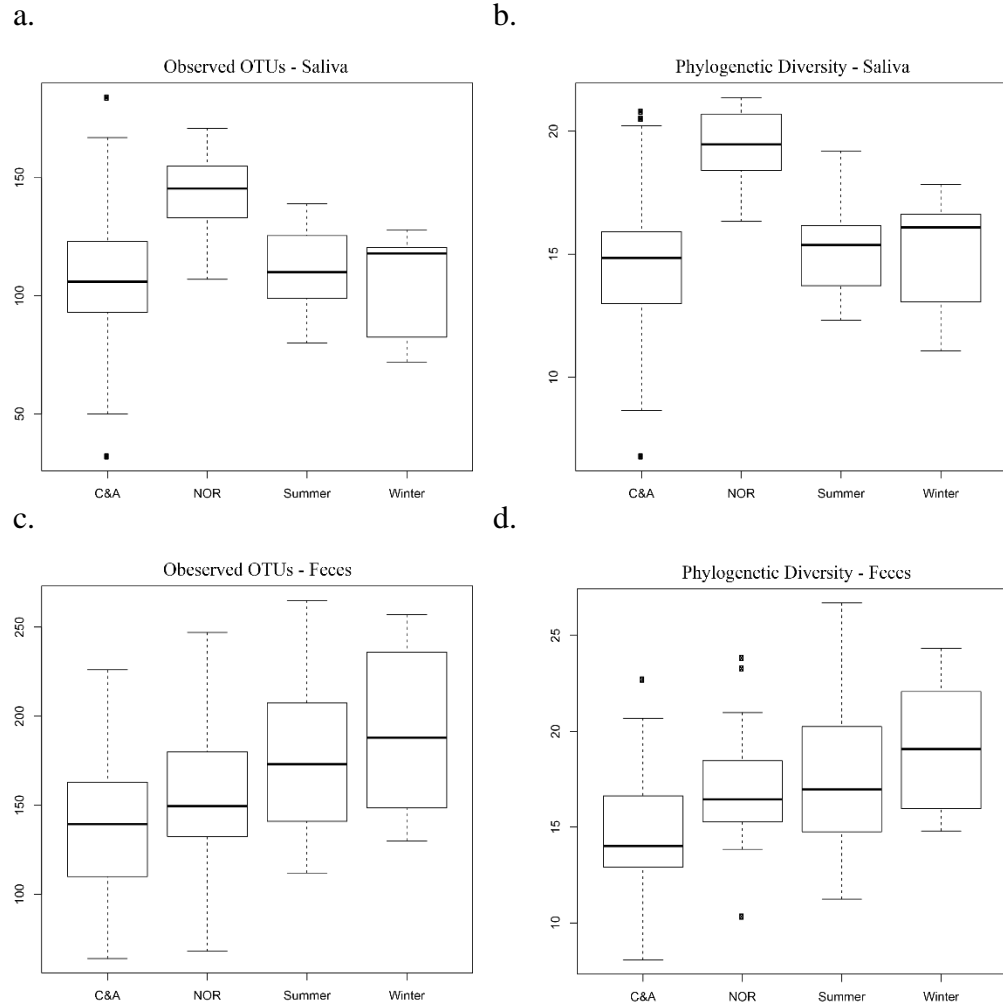 a.
Observed OTUs - Saliva
150
100
50
C&A NOR Summer Winter
b.
Phylogenetic Diversity - Saliva
20
15
10
C&A NOR Summer Winter
c.
Obeserved OTUs - Feces
250
200
150
100
C&A NOR Summer Winter
d.
Phylogenetic Diversity - Feces
25
20
15
10
C&A NOR Summer Winter